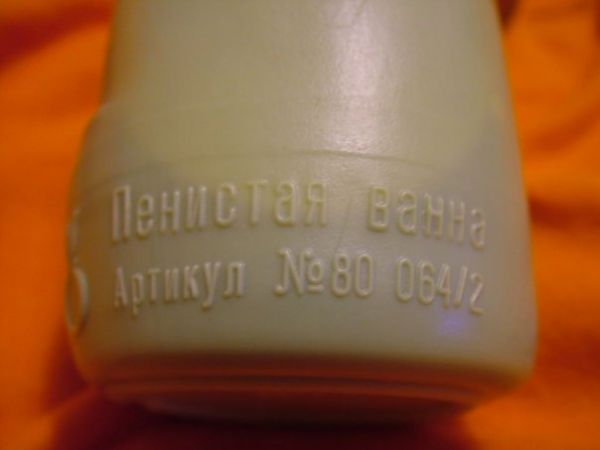 Пенистая ванна
Артикул №80 064/2